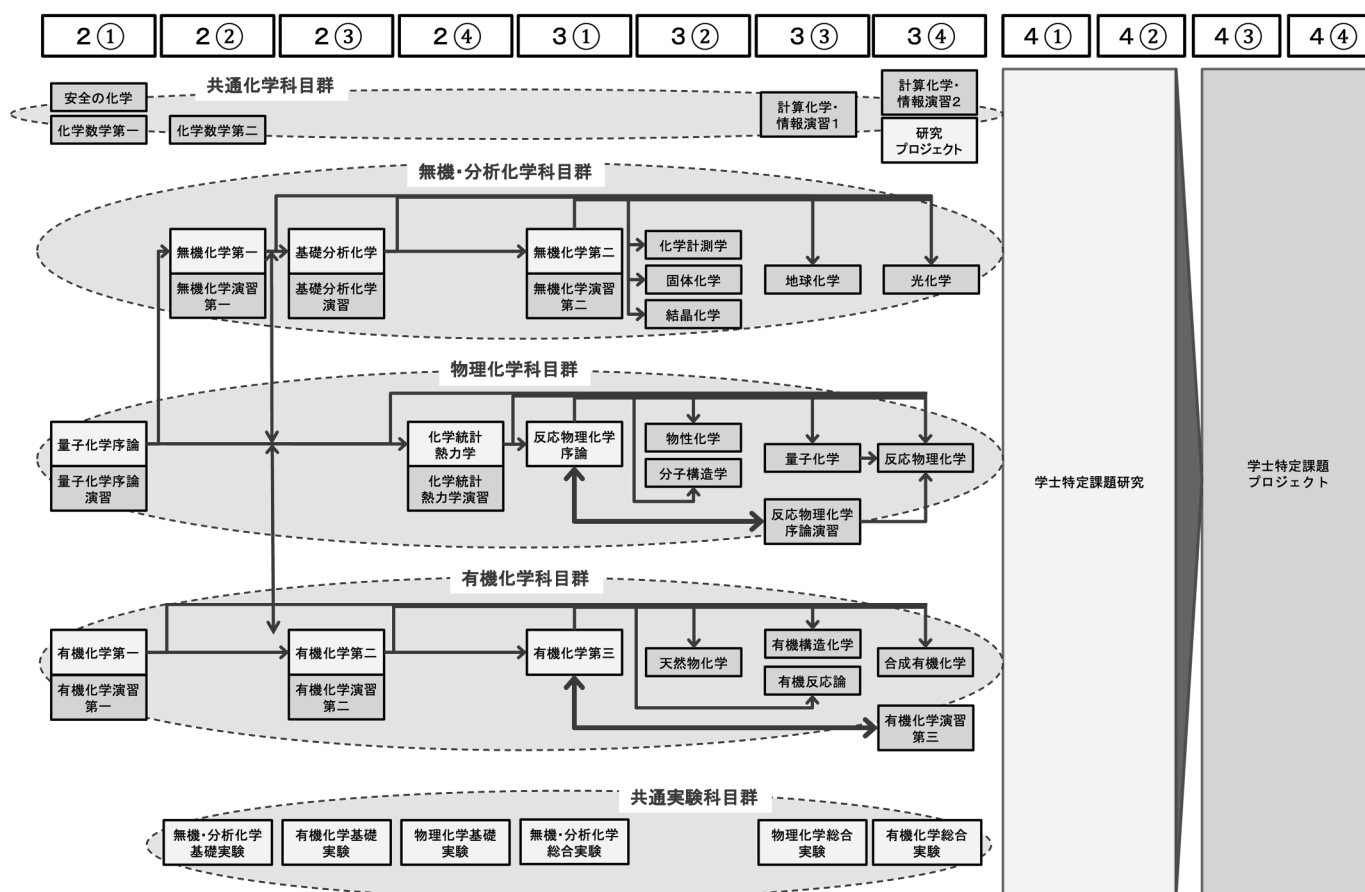 2① 2② 2③ 2④ 3① 3② 3③ 3④ 4① 4② 4③ 4④
共通化学科目群
安全の化学
化学数学第一
化学数学第二
計算化学・
情報演習1
計算化学・
情報演習2
研究
プロジェクト
無機・分析化学科目群
無機化学第一
無機化学演習
第一
基礎分析化学
基礎分析化学
演習
無機化学第二
無機化学演習
第二
化学計測学
固体化学
結晶化学
地球化学
光化学
物理化学科目群
量子化学序論
量子化学序論
演習
化学統計
熱力学
化学統計
熱力学演習
反応物理化学
序論
物性化学
分子構造学
量子化学
反応物理化学
序論演習
反応物理化学
有機化学科目群
有機化学第一
有機化学演習
第一
有機化学第二
有機化学演習
第二
有機化学第三
天然物化学
有機構造化学
有機反応論
合成有機化学
有機化学演習
第三
共通実験科目群
無機・分析化学
基礎実験
有機化学基礎
実験
物理化学基礎
実験
無機・分析化学
総合実験
物理化学総合
実験
有機化学総合
実験
学士特定課題研究
学士特定課題
プロジェクト